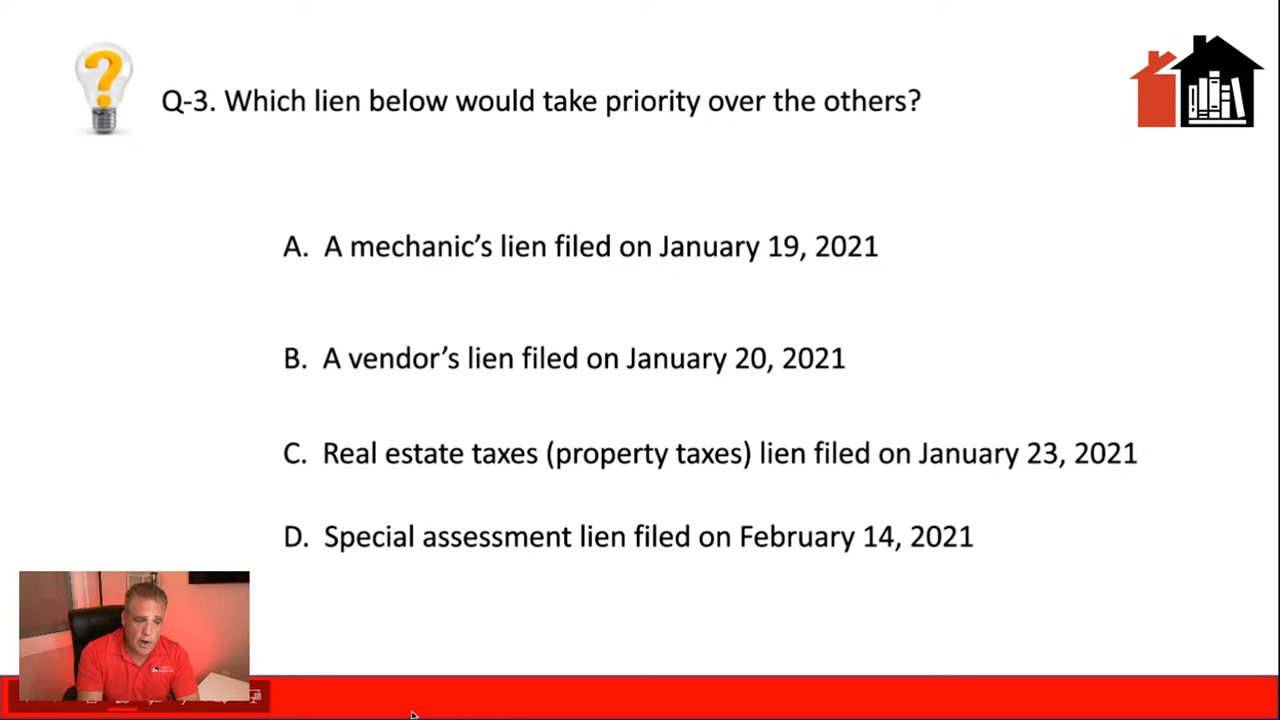 Q-3. Which lien below would take priority over the others?
A. A mechanic’s lien filed on January 19, 2021
B. A vendor’s lien filed on January 20, 2021
C. Real estate taxes (property taxes) lien filed on January 23, 2021
D. Special assessment lien filed on February 14, 2021